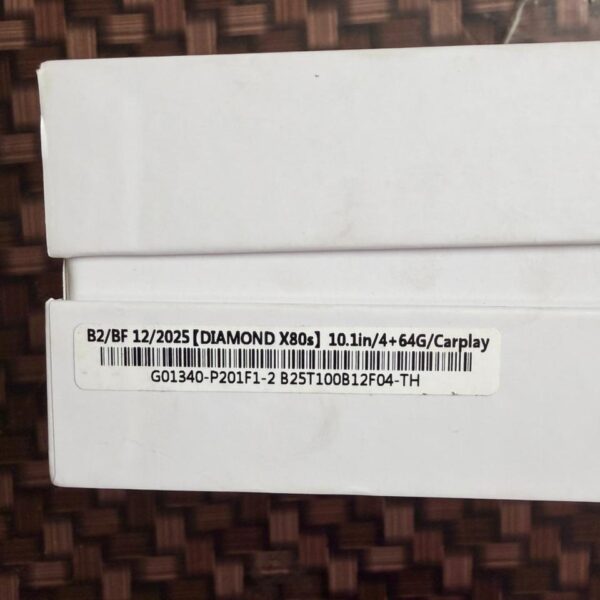 B2/BF 12/2025【DIAMOND X80s】 10.1in/4+64G/Carplay
G01340-P201F1-2 B25T100B12F04-TH